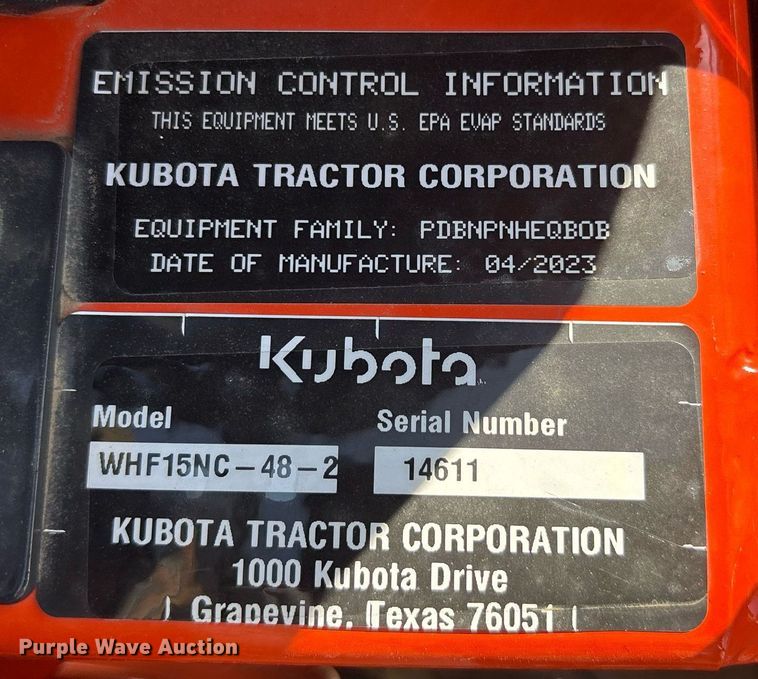 EMISSION CONTROL INFORMATION
THIS EQUIPMENT MEETS U.S. EPA EVAP STANDARDS
KUBOTA TRACTOR CORPORATION
EQUIPMENT FAMILY: PDBNPNHEQBOB
DATE OF MANUFACTURE: 04/2023
Kubota
Model Serial Number
WHF15NC-48-2 14611
KUBOTA TRACTOR CORPORATION
1000 Kubota Drive
Grapevine, Texas 76051
Purple Wave Auction